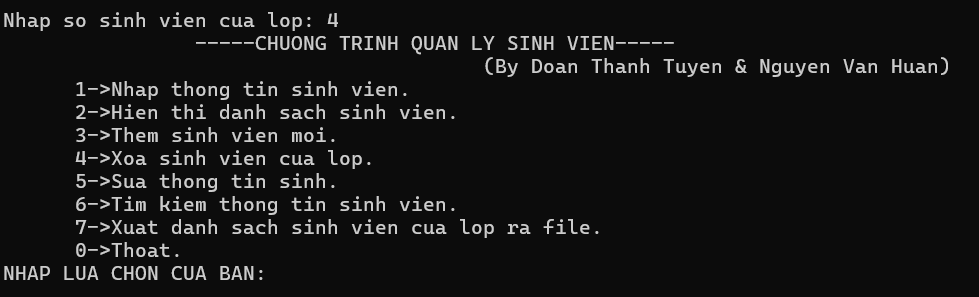 Nhap so sinh vien cua lop: 4
-----CHUONG TRINH QUAN LY SINH VIEN-----
(By Doan Thanh Tuyen & Nguyen Van Huan)
1->Nhap thong tin sinh vien.
2->Hien thi danh sach sinh vien.
3->Them sinh vien moi.
4->Xoa sinh vien cua lop.
5->Sua thong tin sinh.
6->Tim kiem thong tin sinh vien.
7->Xuat danh sach sinh vien cua lop ra file.
0->Thoat.
NHAP LUA CHON CUA BAN: